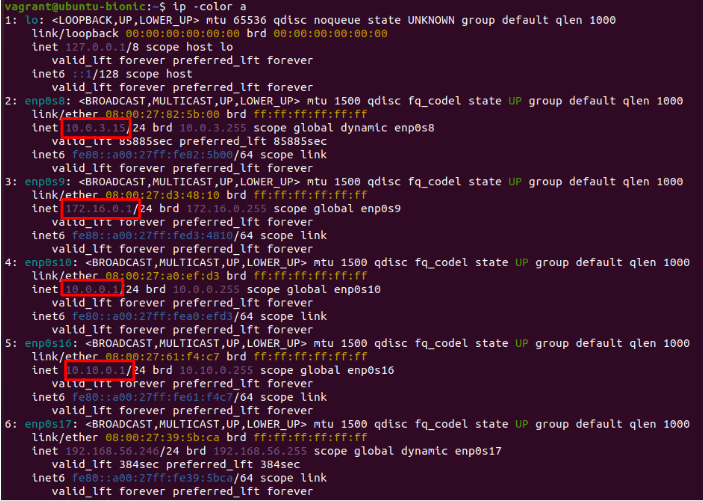 vagrant@ubuntu-bionic:~$ ip -color a
1: lo: <LOOPBACK,UP,LOWER_UP> mtu 65536 qdisc noqueue state UNKNOWN group default qlen 1000
link/loopback 00:00:00:00:00:00 brd 00:00:00:00:00:00
inet 127.0.0.1/8 scope host lo
valid_lft forever preferred_lft forever
inet6 ::1/128 scope host
valid_lft forever preferred_lft forever
2: enp0s8: <BROADCAST,MULTICAST,UP,LOWER_UP> mtu 1500 qdisc fq_codel state UP group default qlen 1000
link/ether 08:00:27:82:5b:00 brd ff:ff:ff:ff:ff:ff
inet 10.0.3.15/24 brd 10.0.3.255 scope global dynamic enp0s8
valid_lft 85885sec preferred_lft 85885sec
inet6 fe80::a00:27ff:fe82:5b00/64 scope link
valid_lft forever preferred_lft forever
3: enp0s9: <BROADCAST,MULTICAST,UP,LOWER_UP> mtu 1500 qdisc fq_codel state UP group default qlen 1000
link/ether 08:00:27:d3:48:10 brd ff:ff:ff:ff:ff:ff
inet 172.16.0.1/24 brd 172.16.0.255 scope global enp0s9
valid_lft forever preferred_lft forever
inet6 fe80::a00:27ff:fed3:4810/64 scope link
valid_lft forever preferred_lft forever
4: enp0s10: <BROADCAST,MULTICAST,UP,LOWER_UP> mtu 1500 qdisc fq_codel state UP group default qlen 1000
link/ether 08:00:27:a0:ef:d3 brd ff:ff:ff:ff:ff:ff
inet 10.0.0.1/24 brd 10.0.0.255 scope global enp0s10
valid_lft forever preferred_lft forever
inet6 fe80::a00:27ff:fea0:efd3/64 scope link
valid_lft forever preferred_lft forever
5: enp0s16: <BROADCAST,MULTICAST,UP,LOWER_UP> mtu 1500 qdisc fq_codel state UP group default qlen 1000
link/ether 08:00:27:61:f4:c7 brd ff:ff:ff:ff:ff:ff
inet 10.10.0.1/24 brd 10.10.0.255 scope global enp0s16
valid_lft forever preferred_lft forever
inet6 fe80::a00:27ff:fe61:f4c7/64 scope link
valid_lft forever preferred_lft forever
6: enp0s17: <BROADCAST,MULTICAST,UP,LOWER_UP> mtu 1500 qdisc fq_codel state UP group default qlen 1000
link/ether 08:00:27:39:5b:ca brd ff:ff:ff:ff:ff:ff
inet 192.168.56.246/24 brd 192.168.56.255 scope global dynamic enp0s17
valid_lft 384sec preferred_lft 384sec
inet6 fe80::a00:27ff:fe39:5bca/64 scope link
valid_lft forever preferred_lft forever